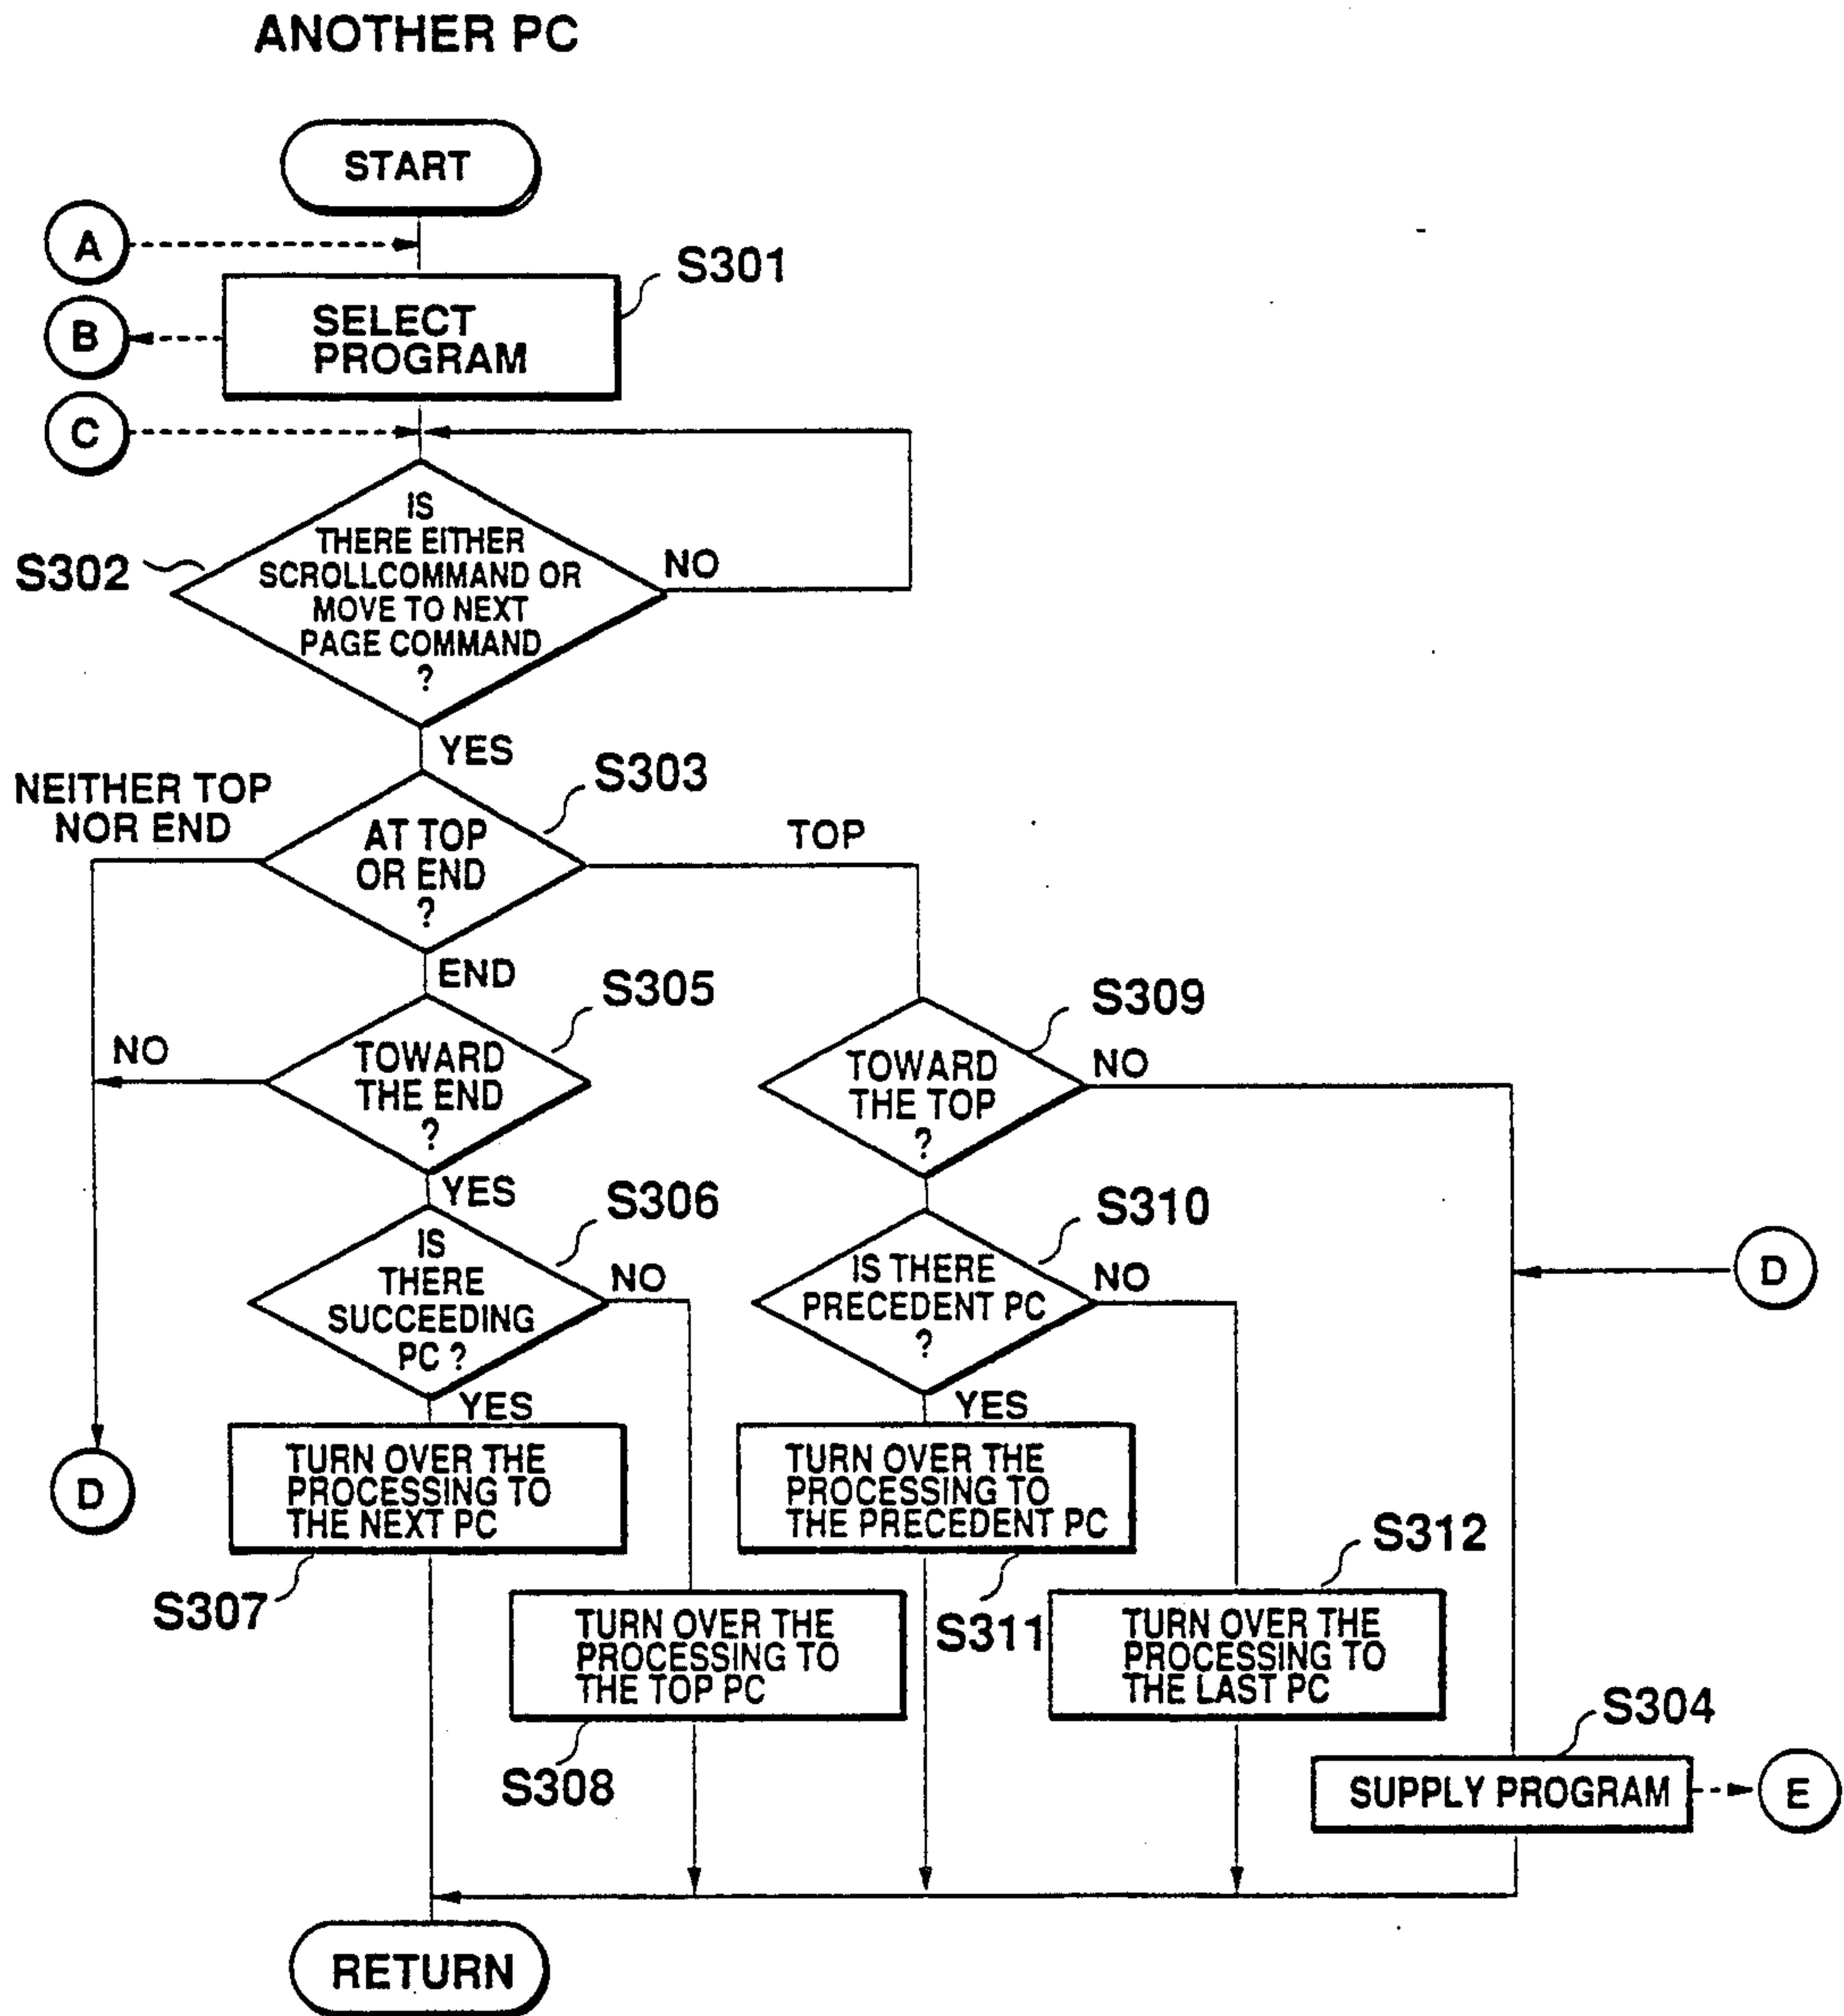 ANOTHER PC
START
A
S301
SELECT
PROGRAM
B
C
IS
THERE EITHER
SCROLLCOMMAND OR
MOVE TO NEXT
PAGE COMMAND
?
S302
NO
YES
S303
NEITHER TOP
NOR END
AT TOP
OR END
?
TOP
END
S305
S309
NO
TOWARD
THE END
?
TOWARD
THE TOP
?
NO
YES
S306
S310
IS
THERE
SUCCEEDING
PC ?
NO
IS THERE
PRECEDENT PC
?
NO
D
YES
YES
D
TURN OVER THE
PROCESSING TO
THE NEXT PC
TURN OVER THE
PROCESSING TO
THE PRECEDENT PC
S312
S307
S311
TURN OVER THE
PROCESSING TO
THE TOP PC
TURN OVER THE
PROCESSING TO
THE LAST PC
S304
S308
SUPPLY PROGRAM
E
RETURN